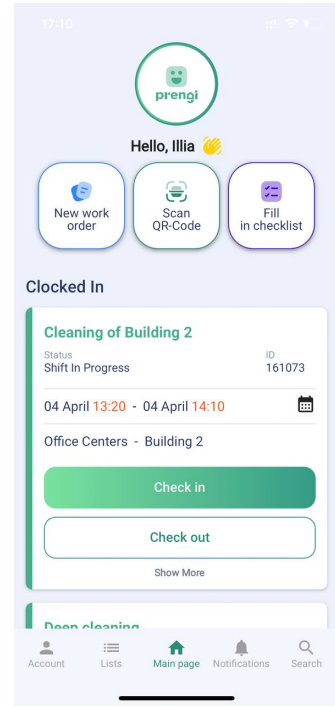 17:10
prengi
Hello, Illia 👋
New work
order
Scan
QR-Code
Fill
in checklist
Clocked In
Cleaning of Building 2
Status
ID
Shift In Progress
161073
04 April 13:20 - 04 April 14:10
Office Centers - Building 2
Check in
Check out
Show More
Deep cleaning
Account
Lists
Main page
Notifications
Search